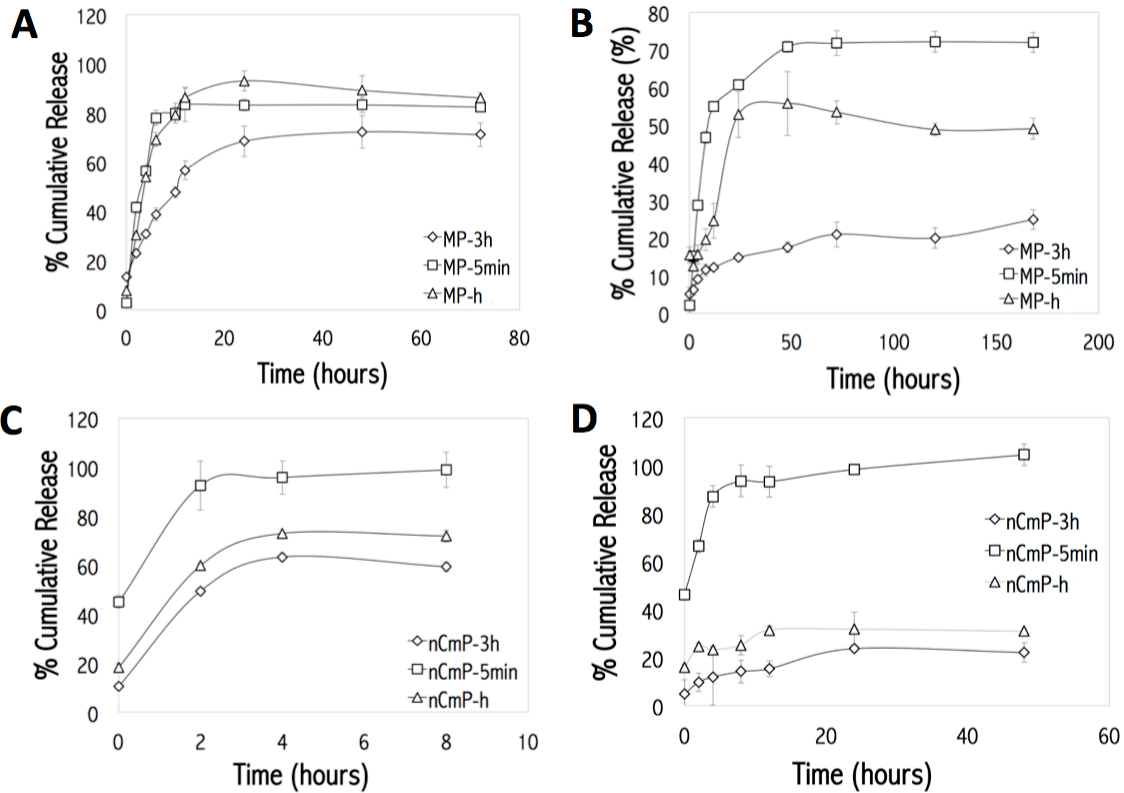 A
% Cumulative Release
120
100
80
60
40
20
0
MP-3h
MP-5min
MP-h
0 20 40 60 80
Time (hours)
B
% Cumulative Release (%)
80
70
60
50
40
30
20
10
0
MP-3h
MP-5min
MP-h
0 50 100 150 200
Time (hours)
C
% Cumulative Release
120
100
80
60
40
20
0
nCmP-3h
nCmP-5min
nCmP-h
0 2 4 6 8 10
Time (hours)
D
% Cumulative Release
120
100
80
60
40
20
0
nCmP-3h
nCmP-5min
nCmP-h
0 20 40 60
Time (hours)